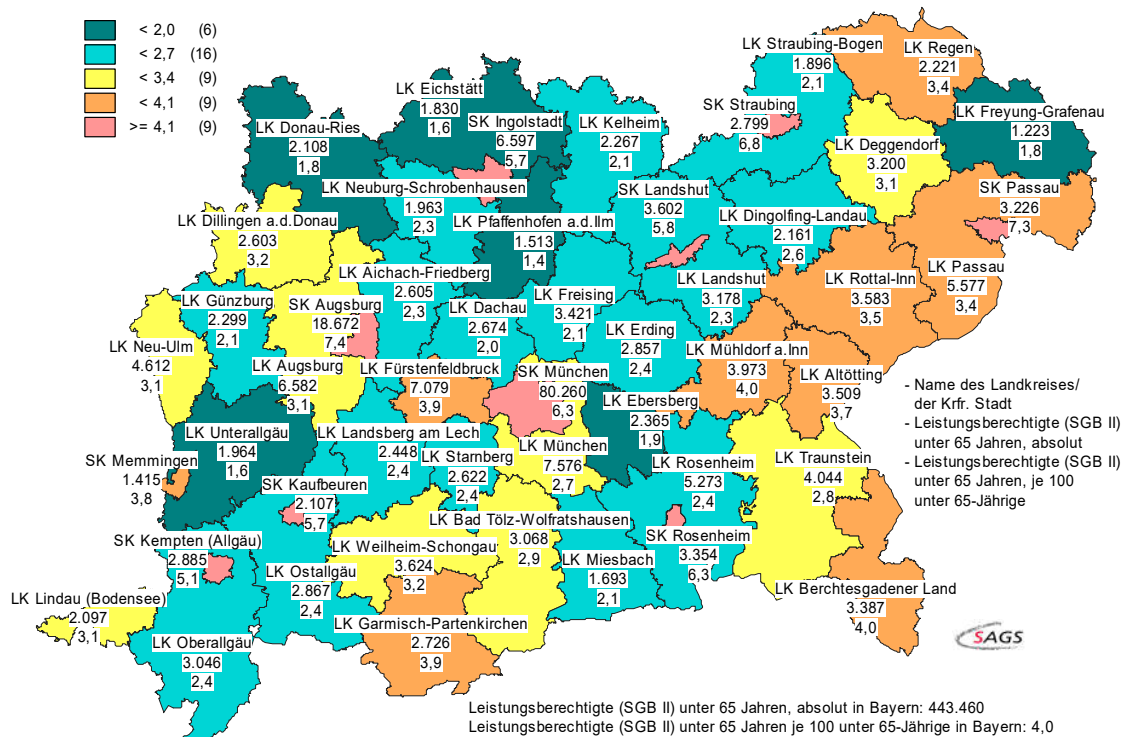 < 2,0 (6)
< 2,7 (16)
< 3,4 (9)
< 4,1 (9)
>= 4,1 (9)
LK Straubing-Bogen
1.896
2,1
LK Regen
2.221
3,4
LK Eichstätt
1.830
1,6
SK Straubing
2.799
6,8
LK Freyung-Grafenau
1.223
1,8
LK Donau-Ries
2.108
1,8
SK Ingolstadt
6.597
5,7
LK Kelheim
2.267
2,1
LK Deggendorf
3.200
3,1
LK Neuburg-Schrobenhausen
1.963
2,3
SK Landshut
3.602
5,8
SK Passau
3.226
7,3
LK Dillingen a.d.Donau
2.603
3,2
LK Pfaffenhofen a.d.Ilm
1.513
1,4
LK Dingolfing-Landau
2.161
2,6
LK Aichach-Friedberg
2.605
2,3
LK Landshut
3.178
2,3
LK Rottal-Inn
3.583
3,5
LK Passau
5.577
3,4
LK Günzburg
2.299
2,1
SK Augsburg
18.672
7,4
LK Dachau
2.674
2,0
LK Freising
3.421
2,1
LK Erding
2.857
2,4
LK Neu-Ulm
4.612
3,1
LK Augsburg
6.582
3,1
LK Fürstenfeldbruck
7.079
3,9
SK München
80.260
6,3
LK Mühldorf a.Inn
3.973
4,0
LK Altötting
3.509
3,7
LK Ebersberg
2.365
1,9
- Name des Landkreises/
der Krfr. Stadt
- Leistungsberechtigte (SGB II)
unter 65 Jahren, absolut
- Leistungsberechtigte (SGB II)
unter 65 Jahren, je 100
unter 65-Jährige
LK Unterallgäu
1.964
1,6
LK Landsberg am Lech
2.448
2,4
LK Starnberg
2.622
2,4
LK München
7.576
2,7
LK Rosenheim
5.273
2,4
LK Traunstein
4.044
2,8
SK Memmingen
1.415
3,8
SK Kaufbeuren
2.107
5,7
LK Bad Tölz-Wolfratshausen
3.068
2,9
SK Rosenheim
3.354
6,3
SK Kempten (Allgäu)
2.885
5,1
LK Ostallgäu
2.867
2,4
LK Weilheim-Schongau
3.624
3,2
LK Miesbach
1.693
2,1
LK Berchtesgadener Land
3.387
4,0
LK Lindau (Bodensee)
2.097
3,1
LK Garmisch-Partenkirchen
2.726
3,9
LK Oberallgäu
3.046
2,4
SAGS
Leistungsberechtigte (SGB II) unter 65 Jahren, absolut in Bayern: 443.460
Leistungsberechtigte (SGB II) unter 65 Jahren je 100 unter 65-Jährige in Bayern: 4,0